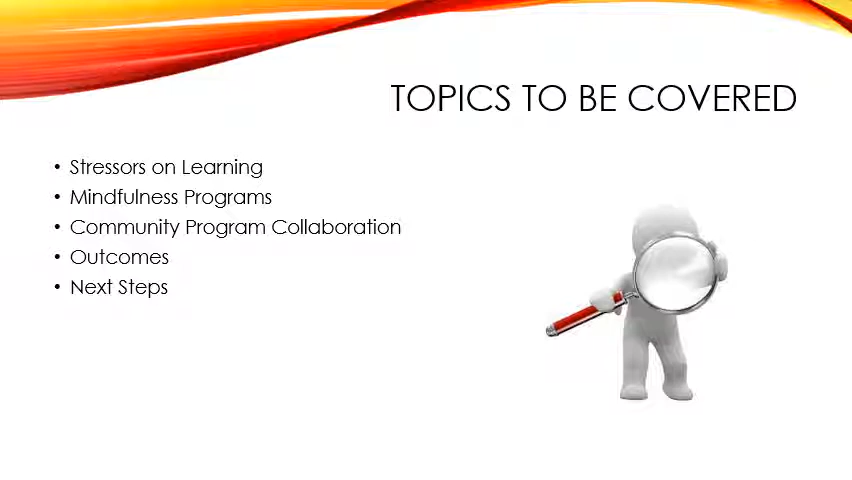 TOPICS TO BE COVERED
• Stressors on Learning
• Mindfulness Programs
• Community Program Collaboration
• Outcomes
• Next Steps